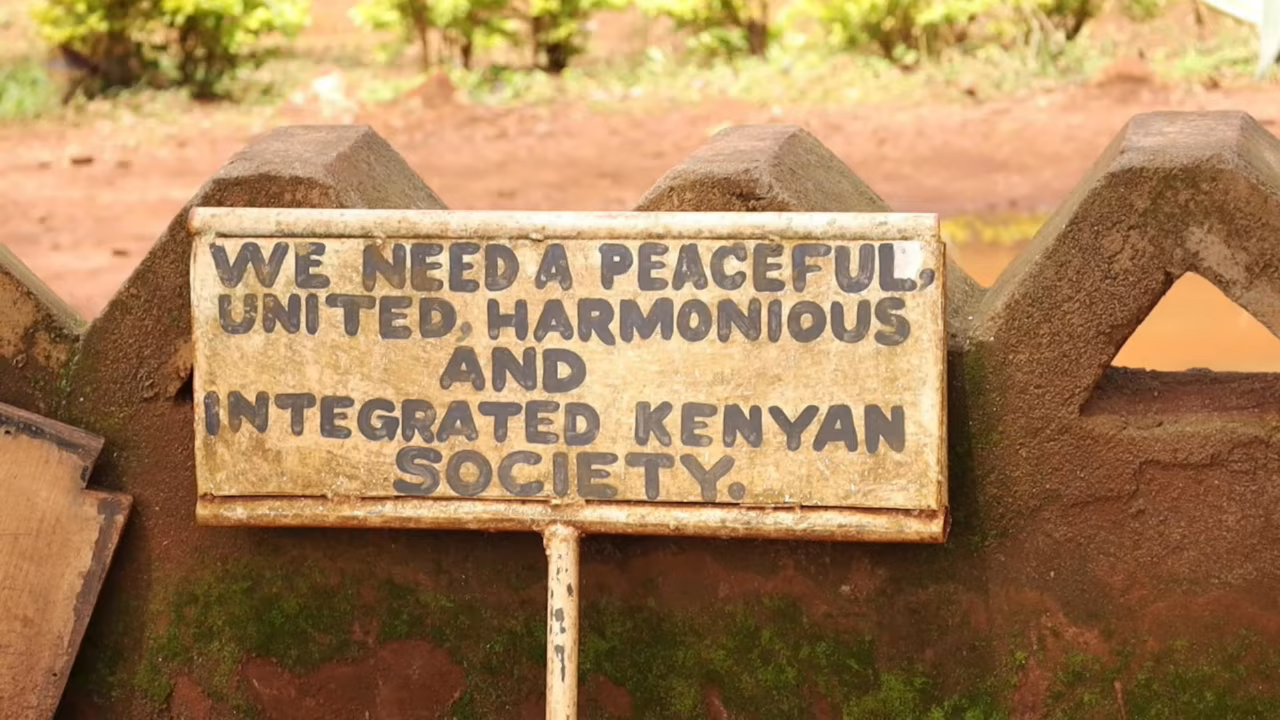 WE NEED A PEACEFUL,
UNITED, HARMONIOUS
AND
INTEGRATED KENYAN
SOCIETY.